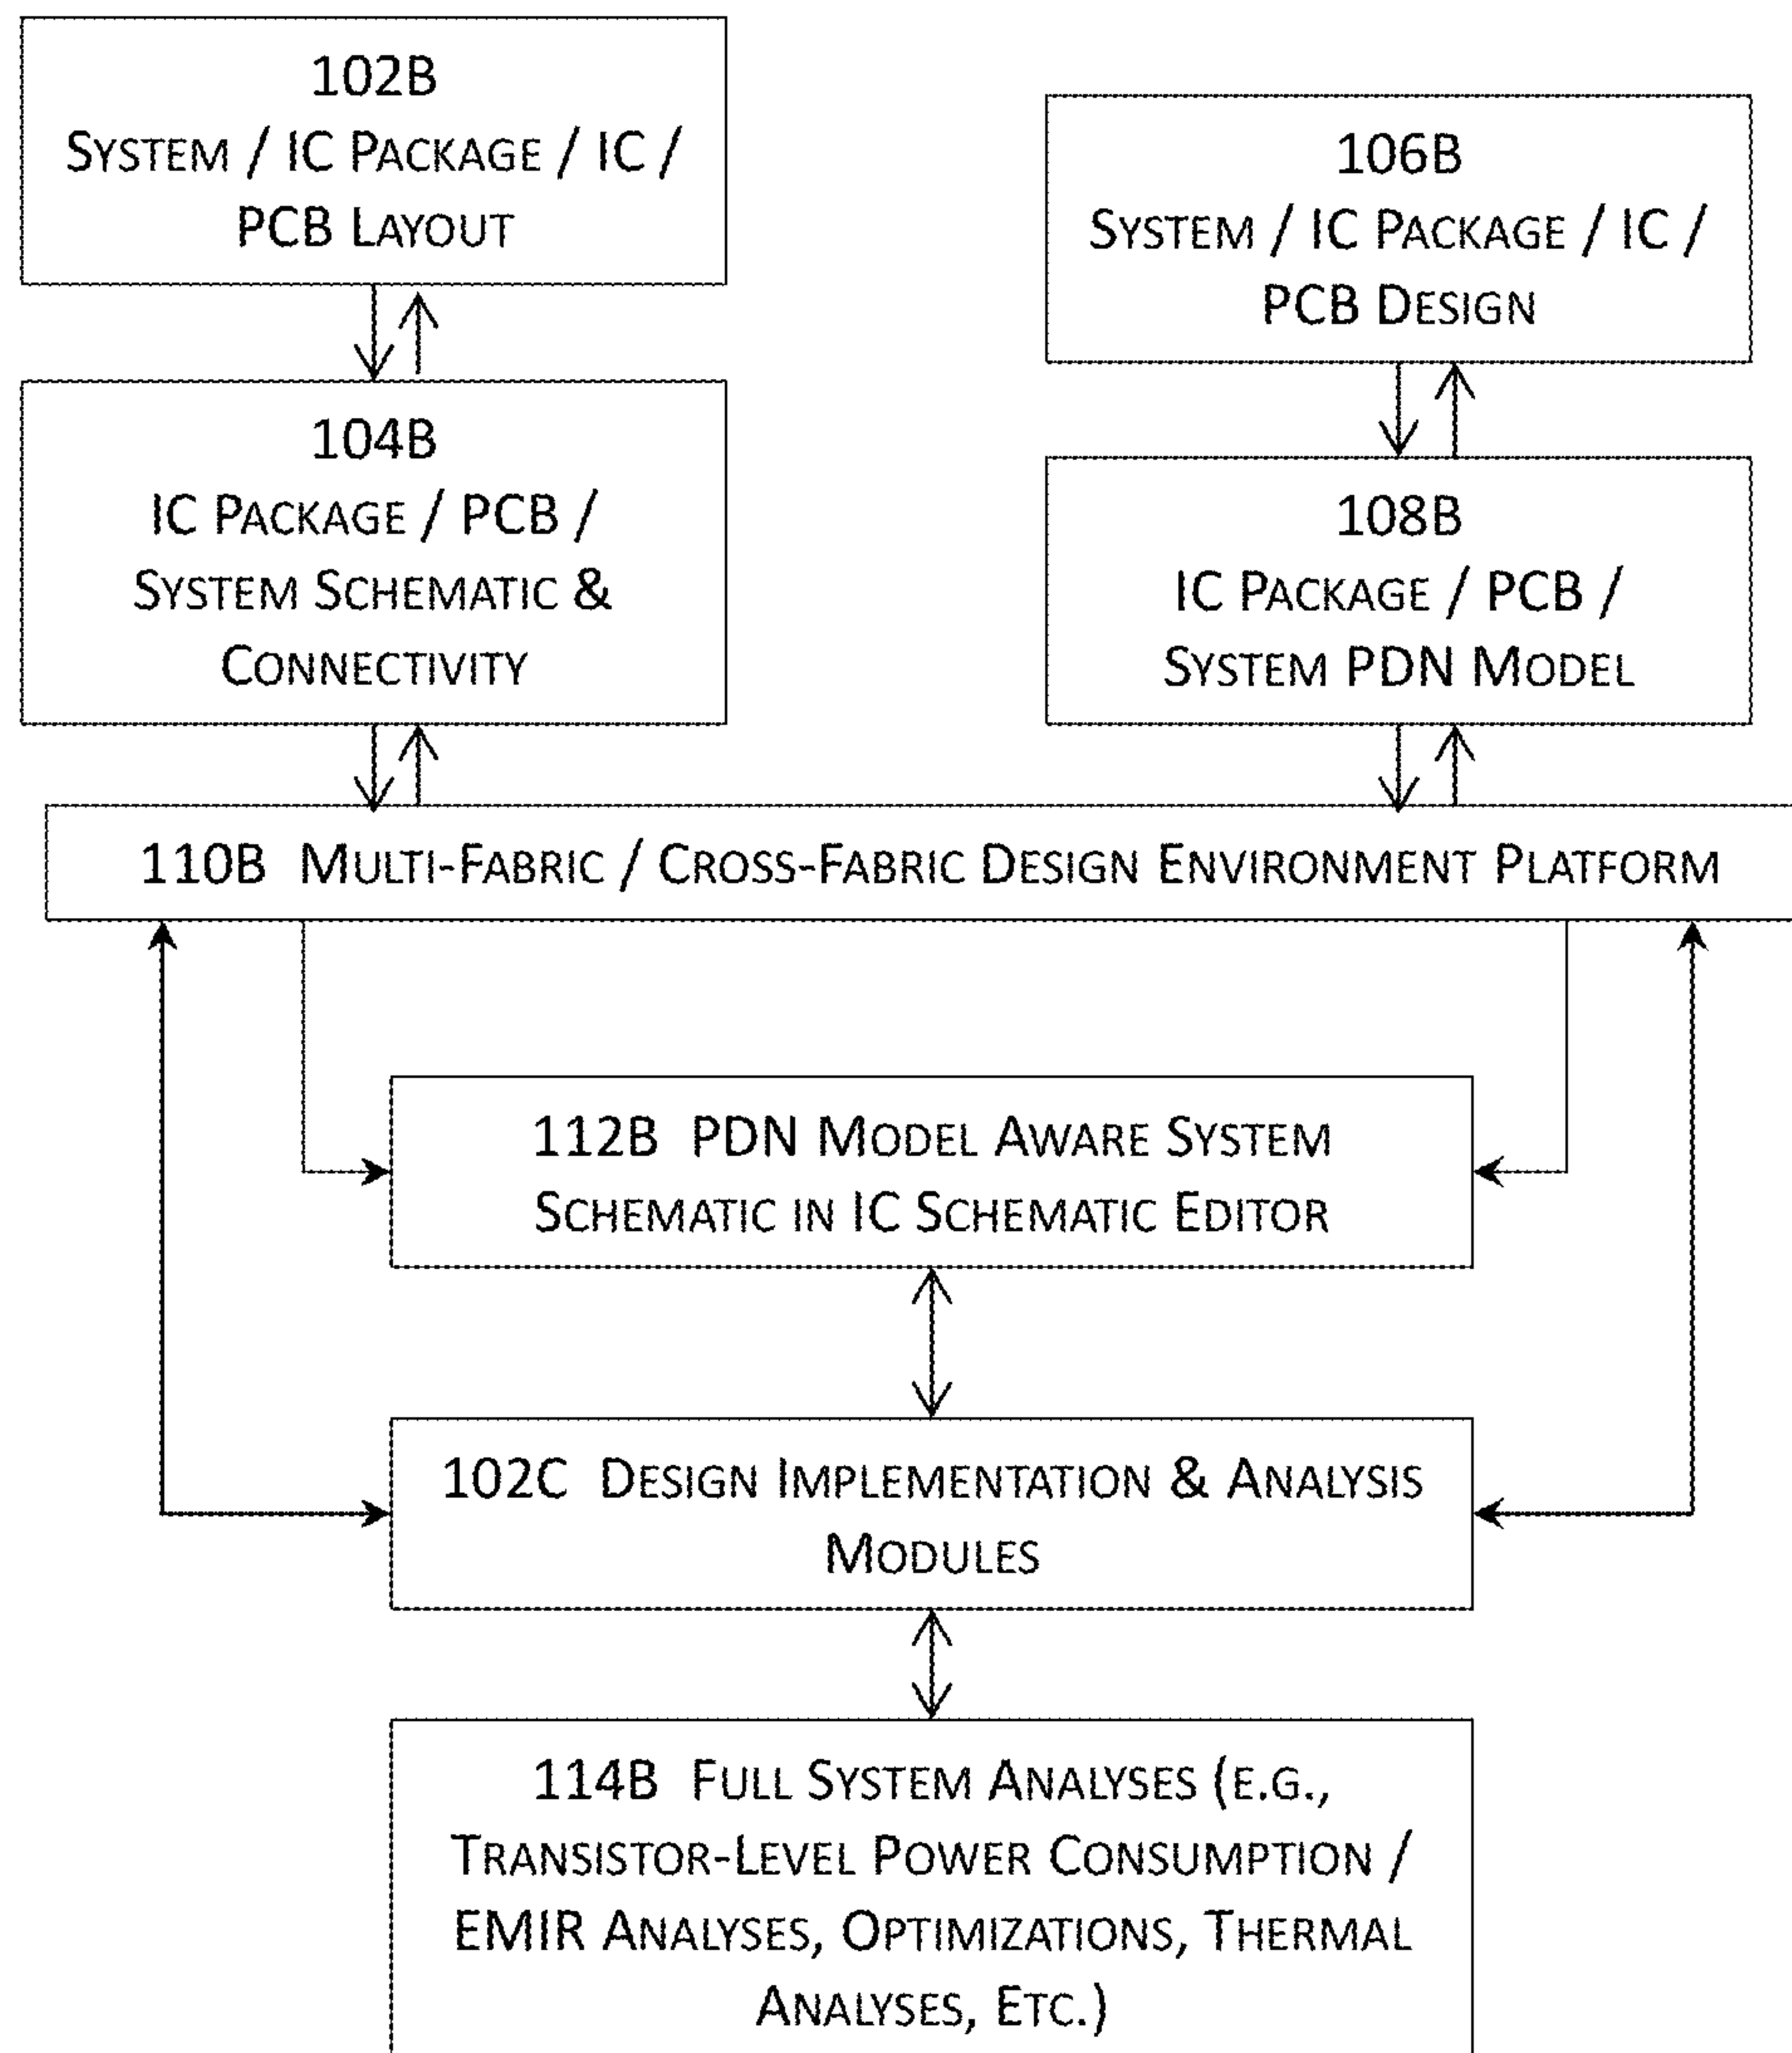 102B
SYSTEM / IC PACKAGE / IC /
PCB LAYOUT
104B
IC PACKAGE / PCB /
SYSTEM SCHEMATIC &
CONNECTIVITY
106B
SYSTEM / IC PACKAGE / IC /
PCB DESIGN
108B
IC PACKAGE / PCB /
SYSTEM PDN MODEL
110B MULTI-FABRIC / CROSS-FABRIC DESIGN ENVIRONMENT PLATFORM
112B PDN MODEL AWARE SYSTEM
SCHEMATIC IN IC SCHEMATIC EDITOR
102C DESIGN IMPLEMENTATION & ANALYSIS
MODULES
114B FULL SYSTEM ANALYSES (E.G.,
TRANSISTOR-LEVEL POWER CONSUMPTION /
EMIR ANALYSES, OPTIMIZATIONS, THERMAL
ANALYSES, ETC.)